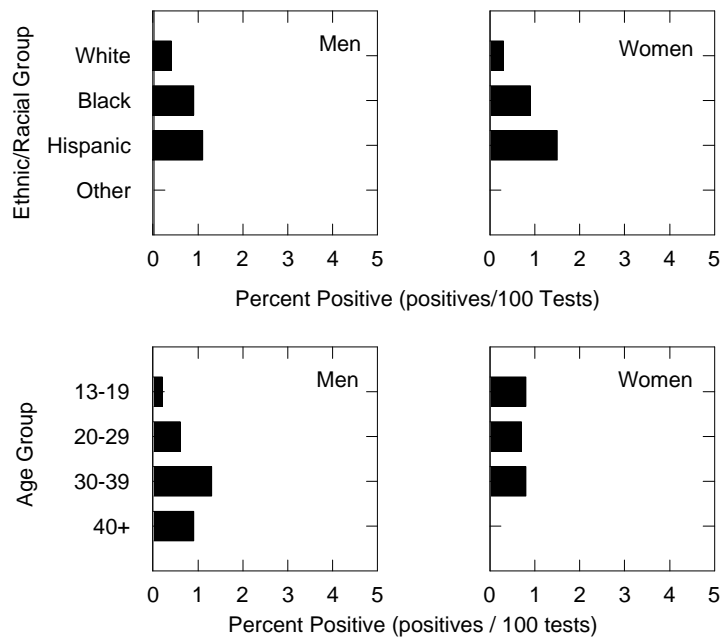 Ethnic/Racial Group
Men
Women
White
Black
Hispanic
Other
0 1 2 3 4 5
0 1 2 3 4 5
Percent Positive (positives/100 Tests)
Age Group
Men
Women
13-19
20-29
30-39
40+
0 1 2 3 4 5
0 1 2 3 4 5
Percent Positive (positives / 100 tests)